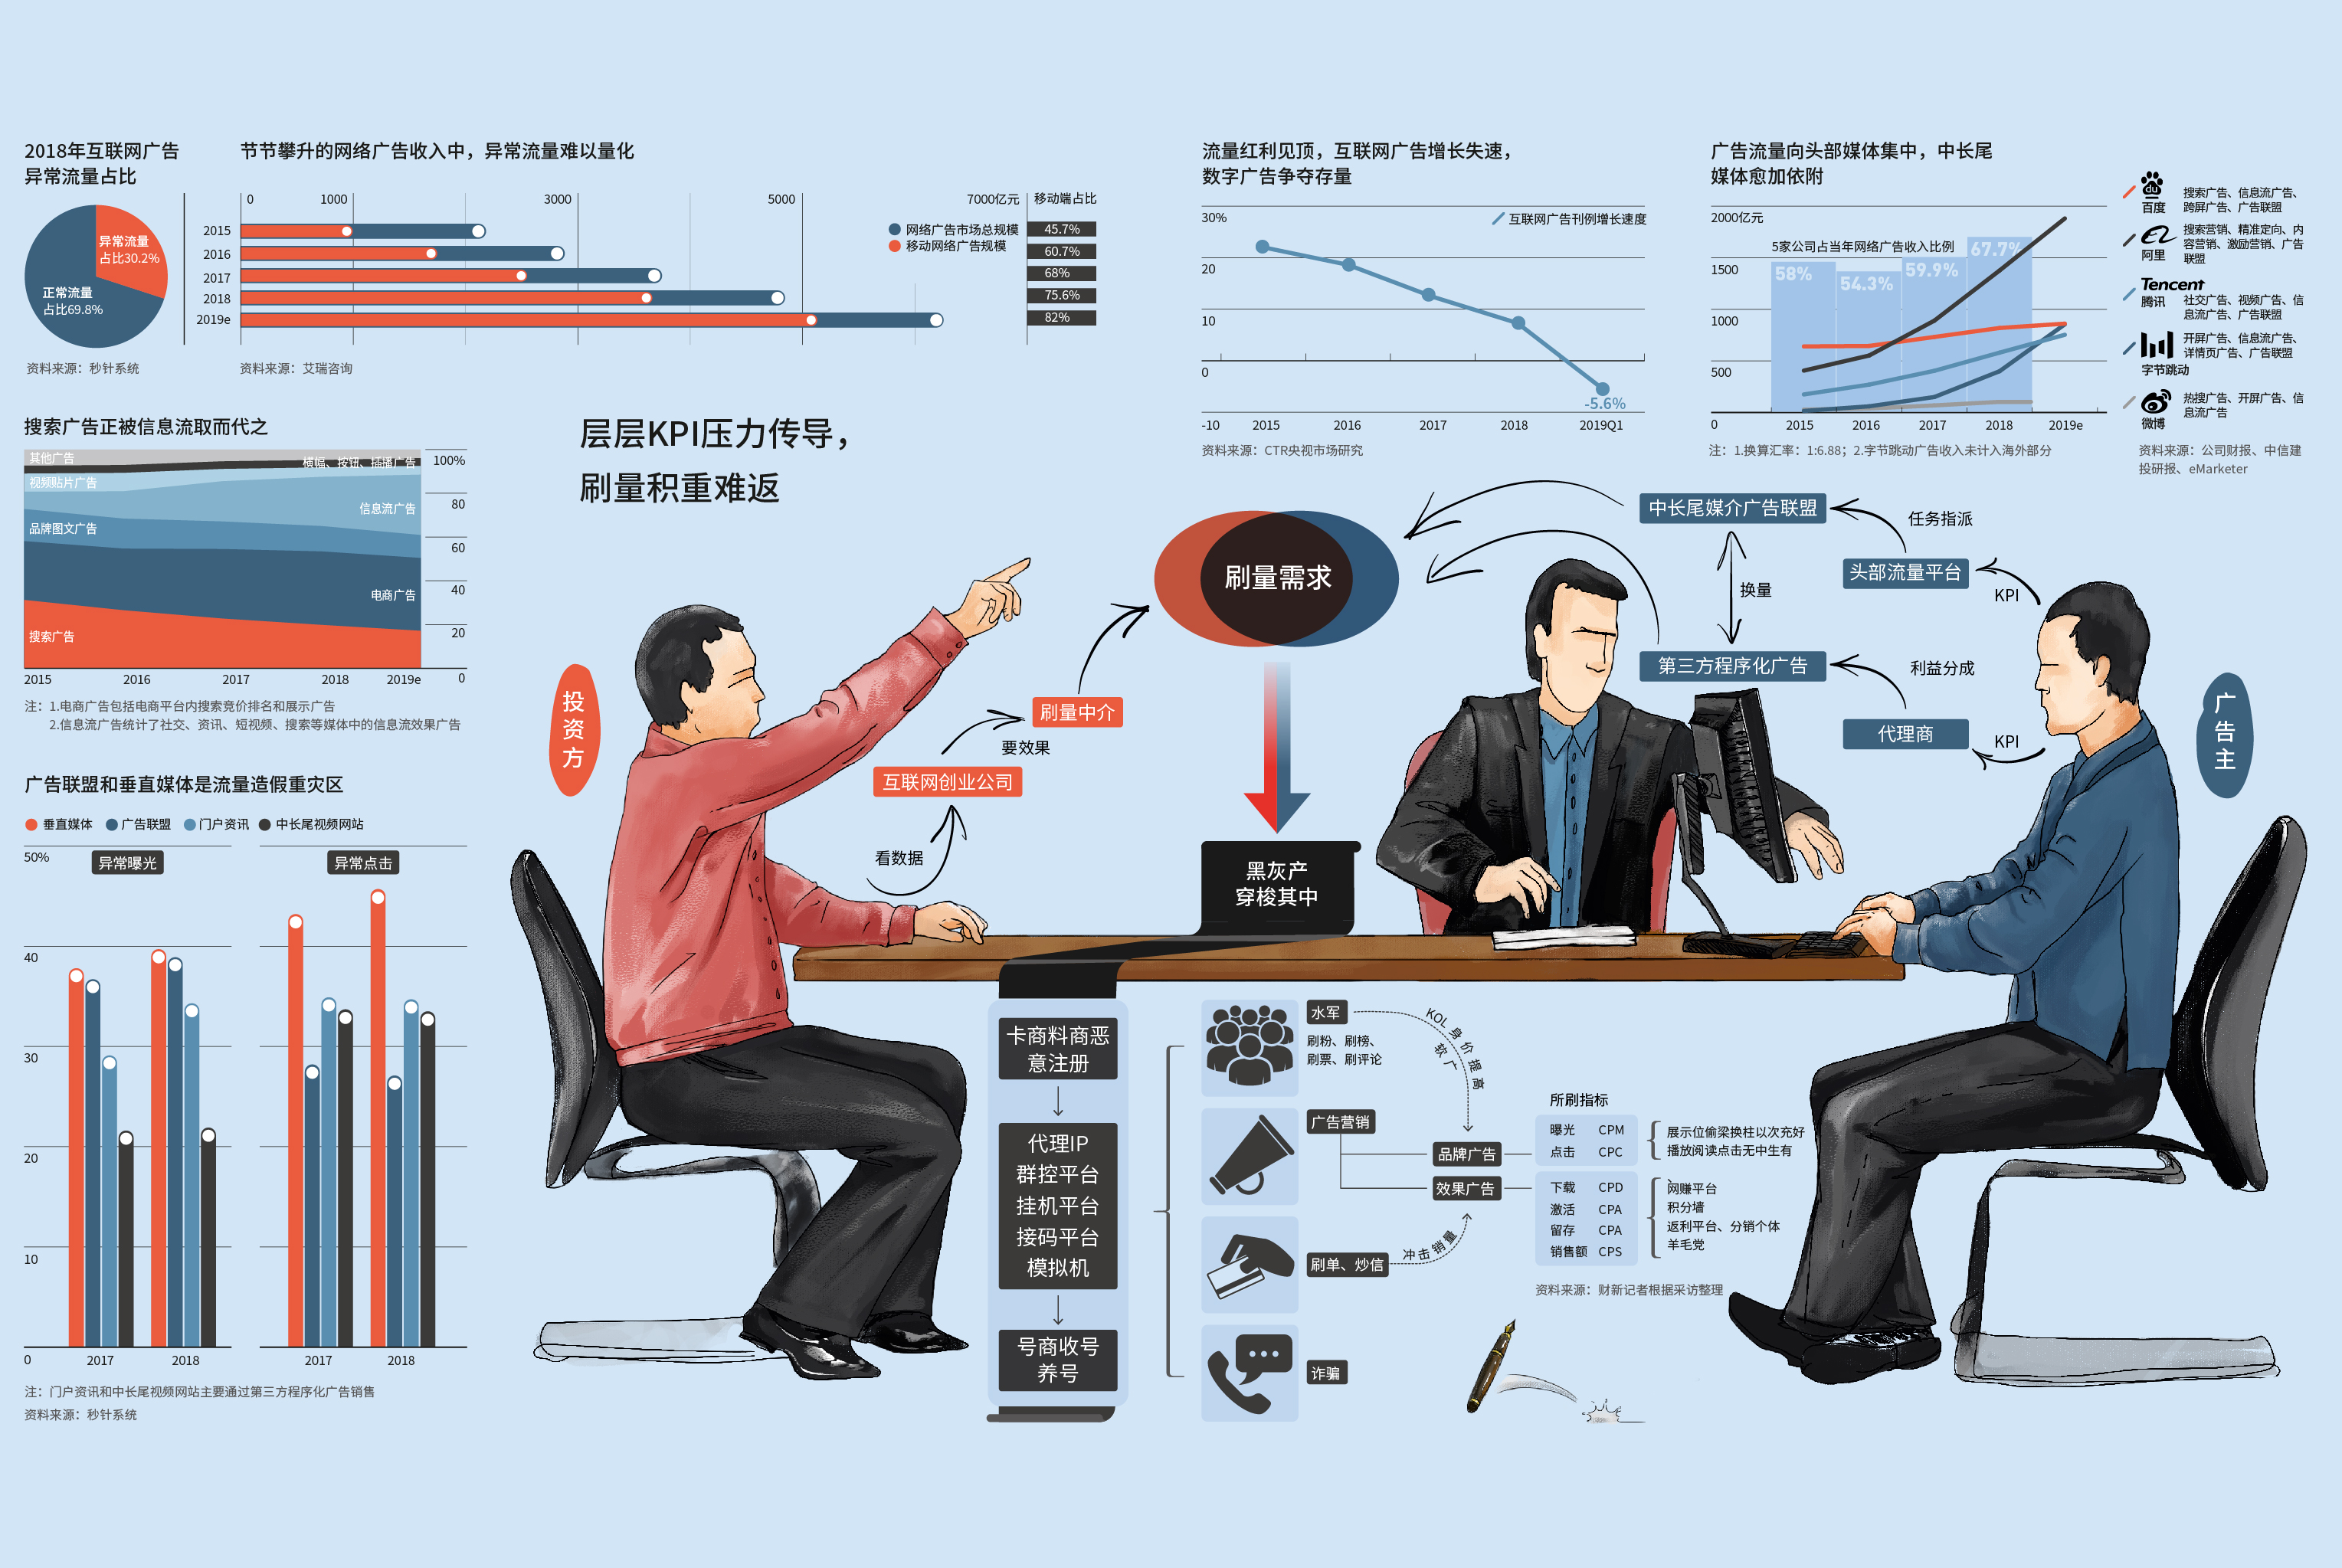 2018年互联网广告
异常流量占比
异常流量
占比30.2%
正常流量
占比69.8%
资料来源：秒针系统
节节攀升的网络广告收入中，异常流量难以量化
0 1000 3000 5000 7000亿元 移动端占比
网络广告市场总规模
移动网络广告规模
2015 45.7%
2016 60.7%
2017 68%
2018 75.6%
2019e 82%
资料来源：艾瑞咨询
流量红利见顶，互联网广告增长失速，
数字广告争夺存量
互联网广告刊例增长速度
30%
20
10
0
-10
-5.6%
2015 2016 2017 2018 2019Q1
资料来源：CTR央视市场研究
广告流量向头部媒体集中，中长尾
媒体愈加依附
2000亿元
1500
1000
500
0
5家公司占当年网络广告收入比例
58% 54.3% 59.9% 67.7%
2015 2016 2017 2018 2019e
注：1.换算汇率：1:6.88；2.字节跳动广告收入未计入海外部分
du
百度
搜索广告、信息流广告、
跨屏广告、广告联盟
阿里
搜索营销、精准定向、内
容营销、激励营销、广告
联盟
Tencent
腾讯
社交广告、视频广告、信
息流广告、广告联盟
字节跳动
开屏广告、信息流广告、
详情页广告、广告联盟
微博
热搜广告、开屏广告、信
息流广告
资料来源：公司财报、中信建
投研报、eMarketer
搜索广告正被信息流取而代之
其他广告
横幅、按钮、插播广告
视频贴片广告
信息流广告
品牌图文广告
电商广告
搜索广告
100%
80
60
40
20
0
2015 2016 2017 2018 2019e
注：1.电商广告包括电商平台内搜索竞价排名和展示广告
2.信息流广告统计了社交、资讯、短视频、搜索等媒体中的信息流效果广告
广告联盟和垂直媒体是流量造假重灾区
垂直媒体 广告联盟 门户资讯 中长尾视频网站
异常曝光 异常点击
50%
40
30
20
10
0
2017 2018 2017 2018
注：门户资讯和中长尾视频网站主要通过第三方程序化广告销售
资料来源：秒针系统
层层KPI压力传导，
刷量积重难返
投资方
看数据
互联网创业公司
要效果
刷量中介
刷量需求
中长尾媒介广告联盟
任务指派
头部流量平台
KPI
换量
第三方程序化广告
利益分成
代理商
KPI
广告主
黑灰产
穿梭其中
卡商料商恶
意注册
代理IP
群控平台
挂机平台
接码平台
模拟机
号商收号
养号
水军
刷粉、刷榜、
刷票、刷评论
KOL身价提高
软广
广告营销
品牌广告
效果广告
刷单、炒信
冲击销量
诈骗
所刷指标
曝光 CPM
点击 CPC
展示位偷梁换柱以次充好
播放阅读点击无中生有
下载 CPD
激活 CPA
留存 CPA
销售额 CPS
网赚平台
积分墙
返利平台、分销个体
羊毛党
资料来源：财新记者根据采访整理